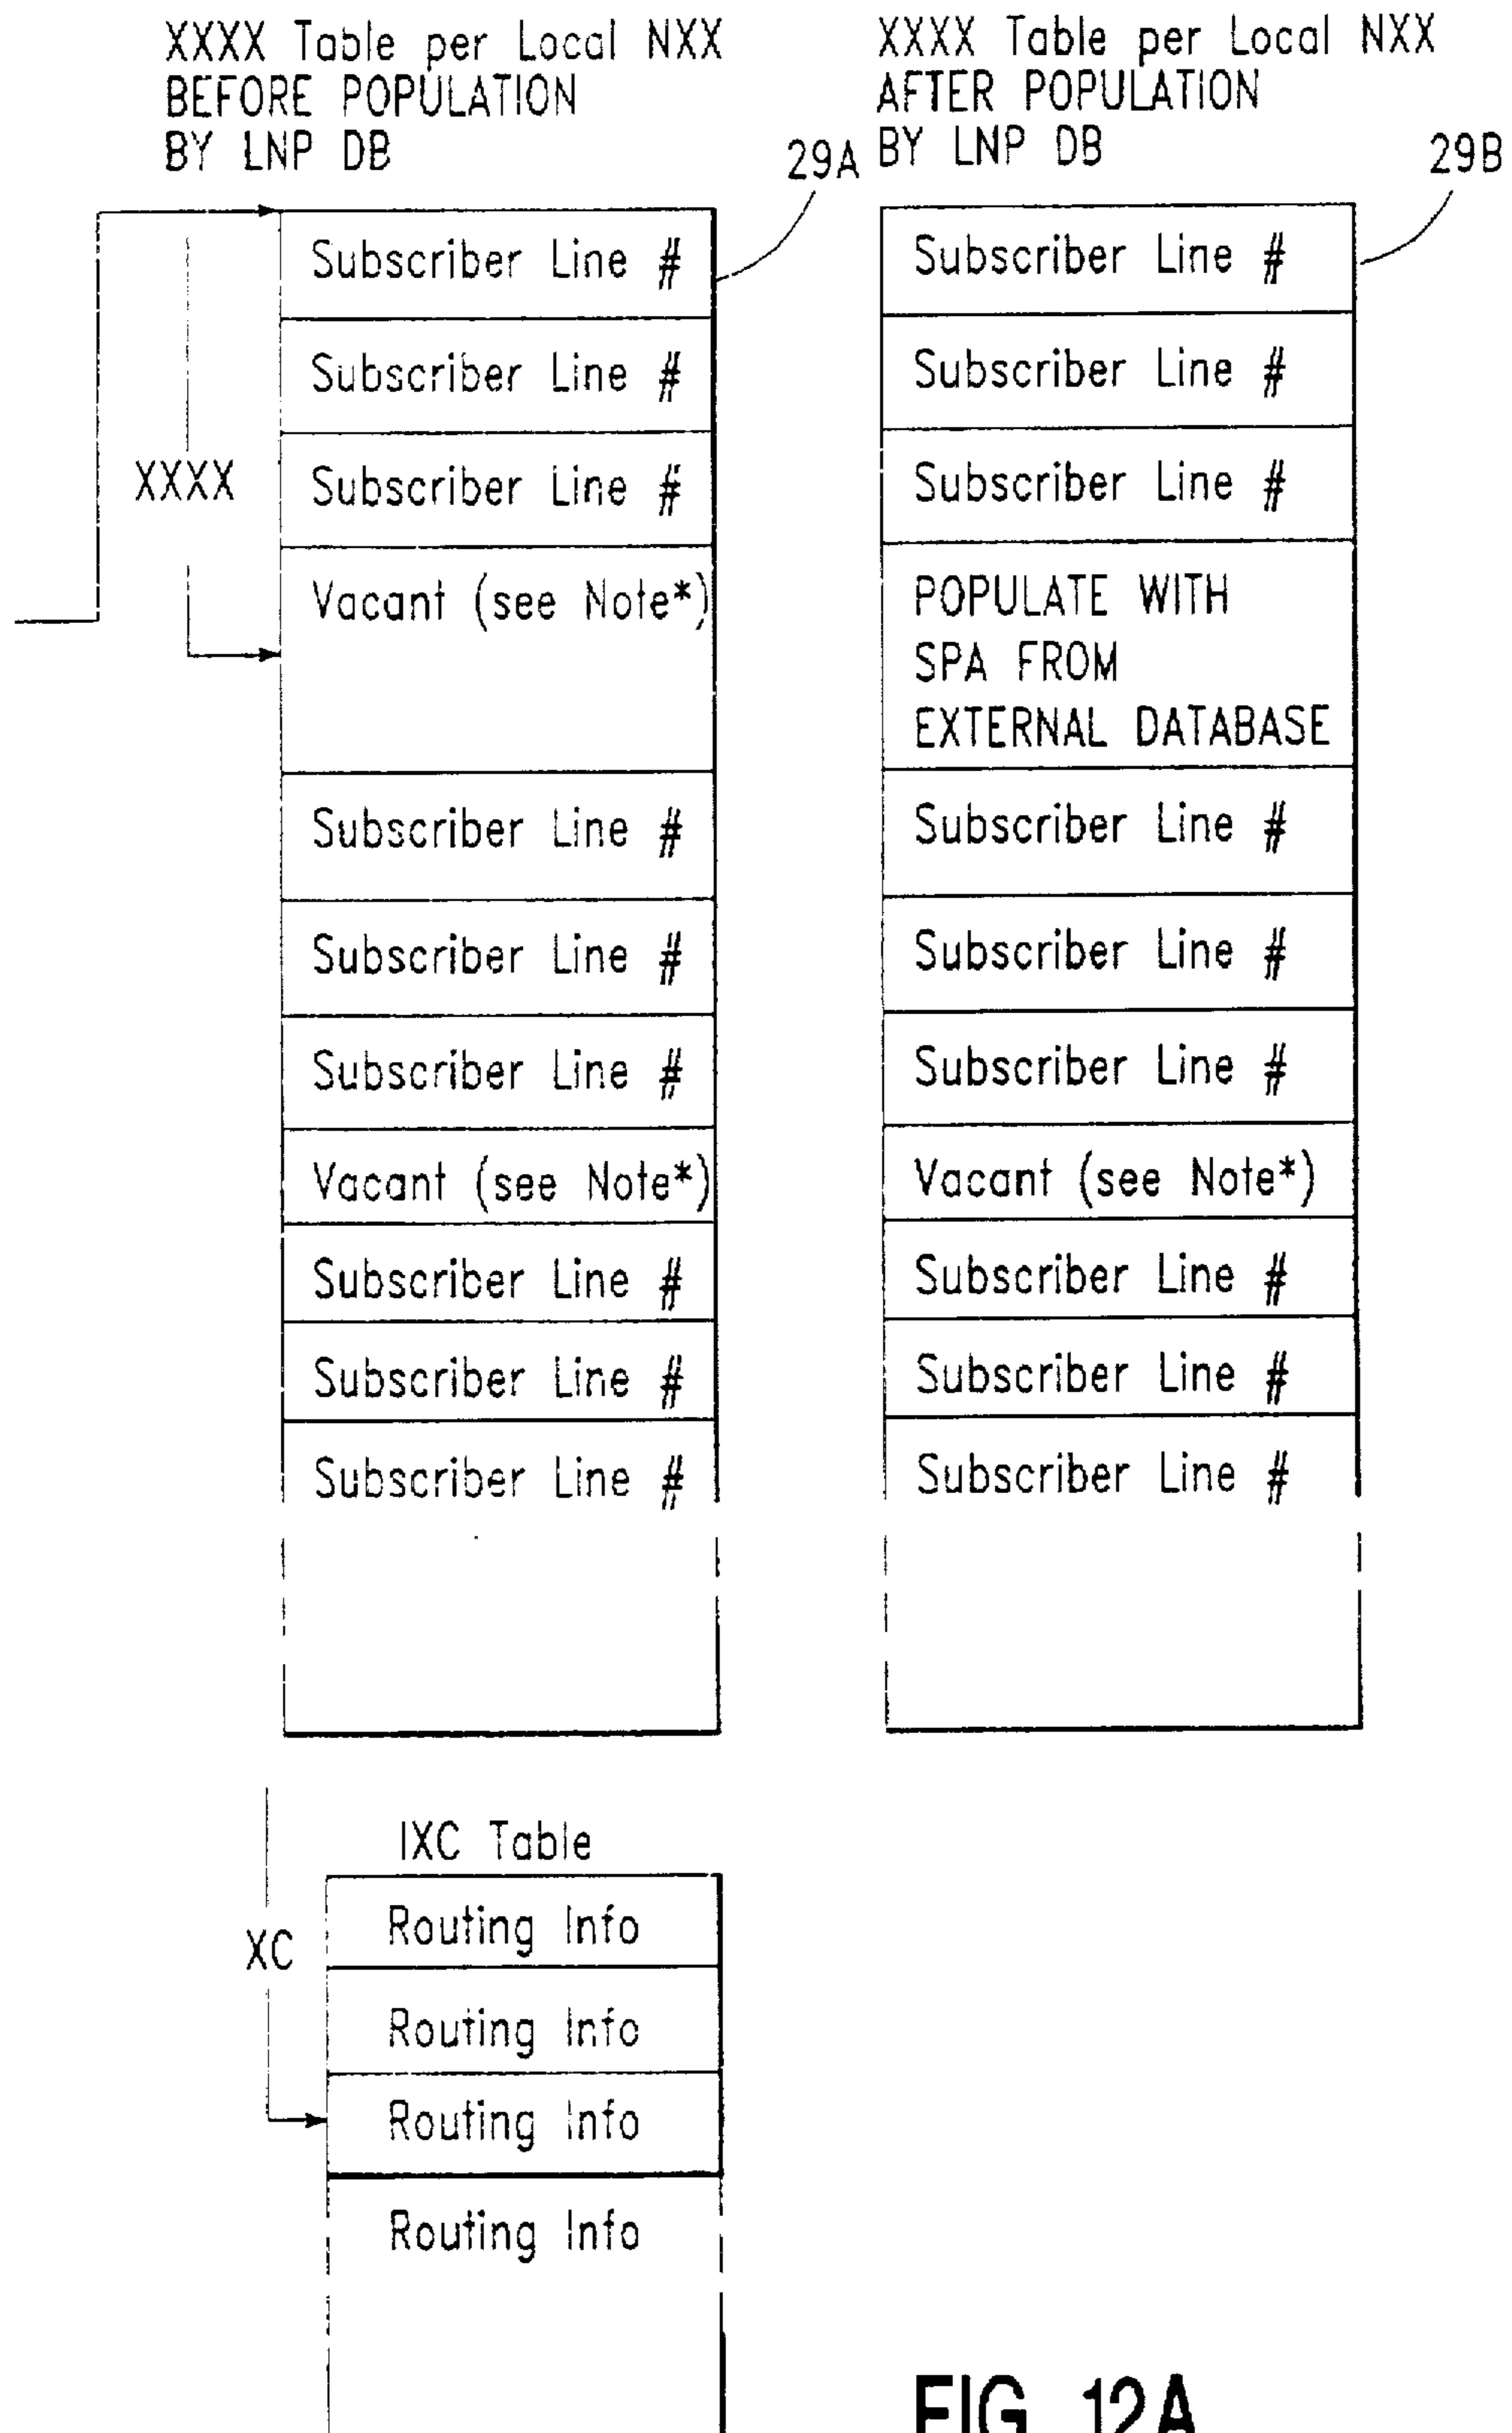 XXXX Table per Local NXX
BEFORE POPULATION
BY LNP DB
29A
Subscriber Line #
Subscriber Line #
XXXX
Subscriber Line #
Vacant (see Note*)
Subscriber Line #
Subscriber Line #
Subscriber Line #
Vacant (see Note*)
Subscriber Line #
Subscriber Line #
Subscriber Line #
XXXX Table per Local NXX
AFTER POPULATION
BY LNP DB
29B
Subscriber Line #
Subscriber Line #
Subscriber Line #
POPULATE WITH
SPA FROM
EXTERNAL DATABASE
Subscriber Line #
Subscriber Line #
Subscriber Line #
Vacant (see Note*)
Subscriber Line #
Subscriber Line #
Subscriber Line #
IXC Table
XC
Routing Info
Routing Info
Routing Info
Routing Info
FIG. 12A